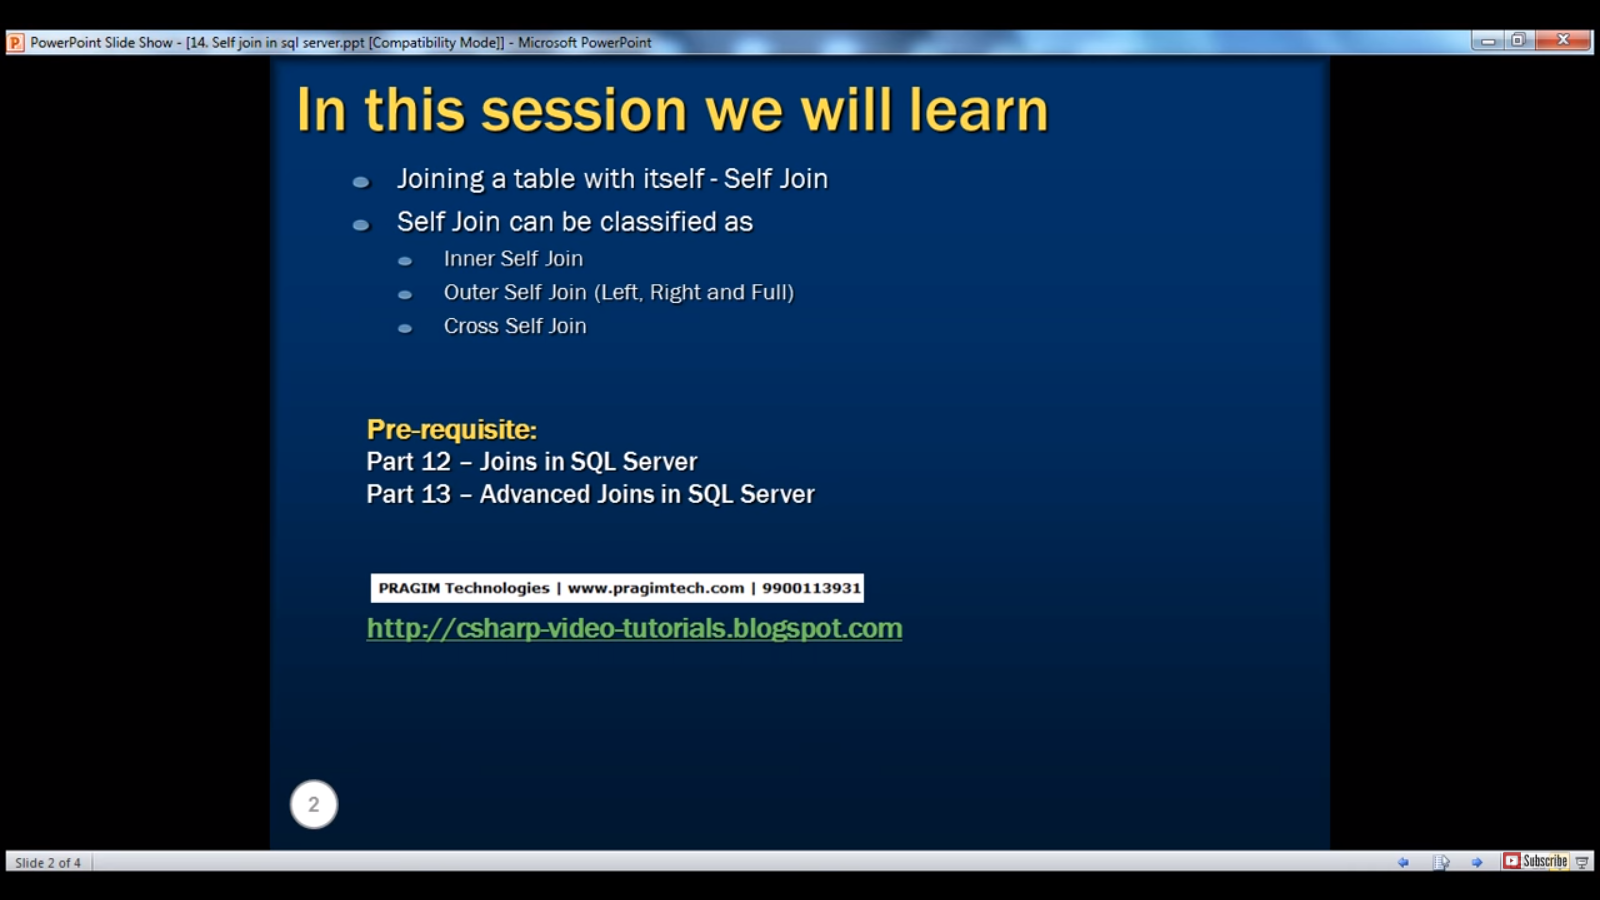 PowerPoint Slide Show - [14. Self join in sql server.ppt [Compatibility Mode]] - Microsoft PowerPoint
In this session we will learn
Joining a table with itself - Self Join
Self Join can be classified as
Inner Self Join
Outer Self Join (Left, Right and Full)
Cross Self Join
Pre-requisite:
Part 12 – Joins in SQL Server
Part 13 – Advanced Joins in SQL Server
PRAGIM Technologies | www.pragimtech.com | 9900113931
http://csharp-video-tutorials.blogspot.com
2
Slide 2 of 4
Subscribe